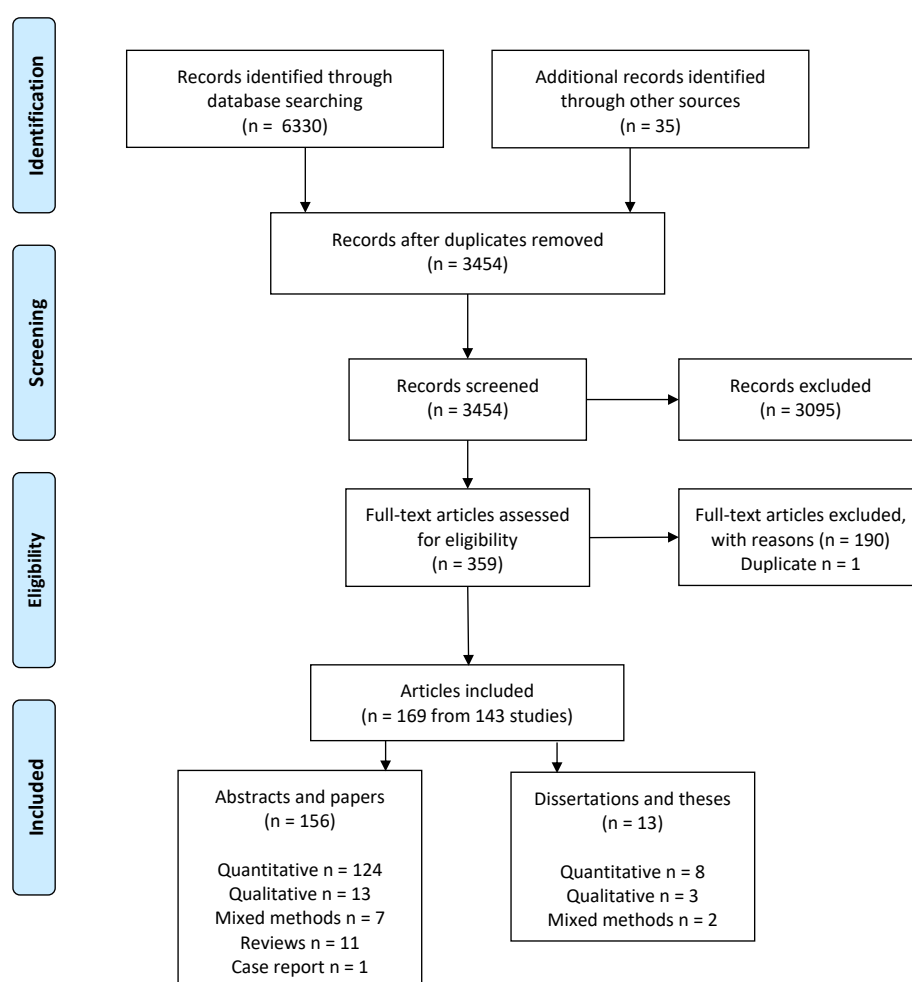 Identification
Records identified through
database searching
(n = 6330)
Additional records identified
through other sources
(n = 35)
Records after duplicates removed
(n = 3454)
Screening
Records screened
(n = 3454)
Records excluded
(n = 3095)
Eligibility
Full-text articles assessed
for eligibility
(n = 359)
Full-text articles excluded,
with reasons (n = 190)
Duplicate n = 1
Articles included
(n = 169 from 143 studies)
Included
Abstracts and papers
(n = 156)
Quantitative n = 124
Qualitative n = 13
Mixed methods n = 7
Reviews n = 11
Case report n = 1
Dissertations and theses
(n = 13)
Quantitative n = 8
Qualitative n = 3
Mixed methods n = 2